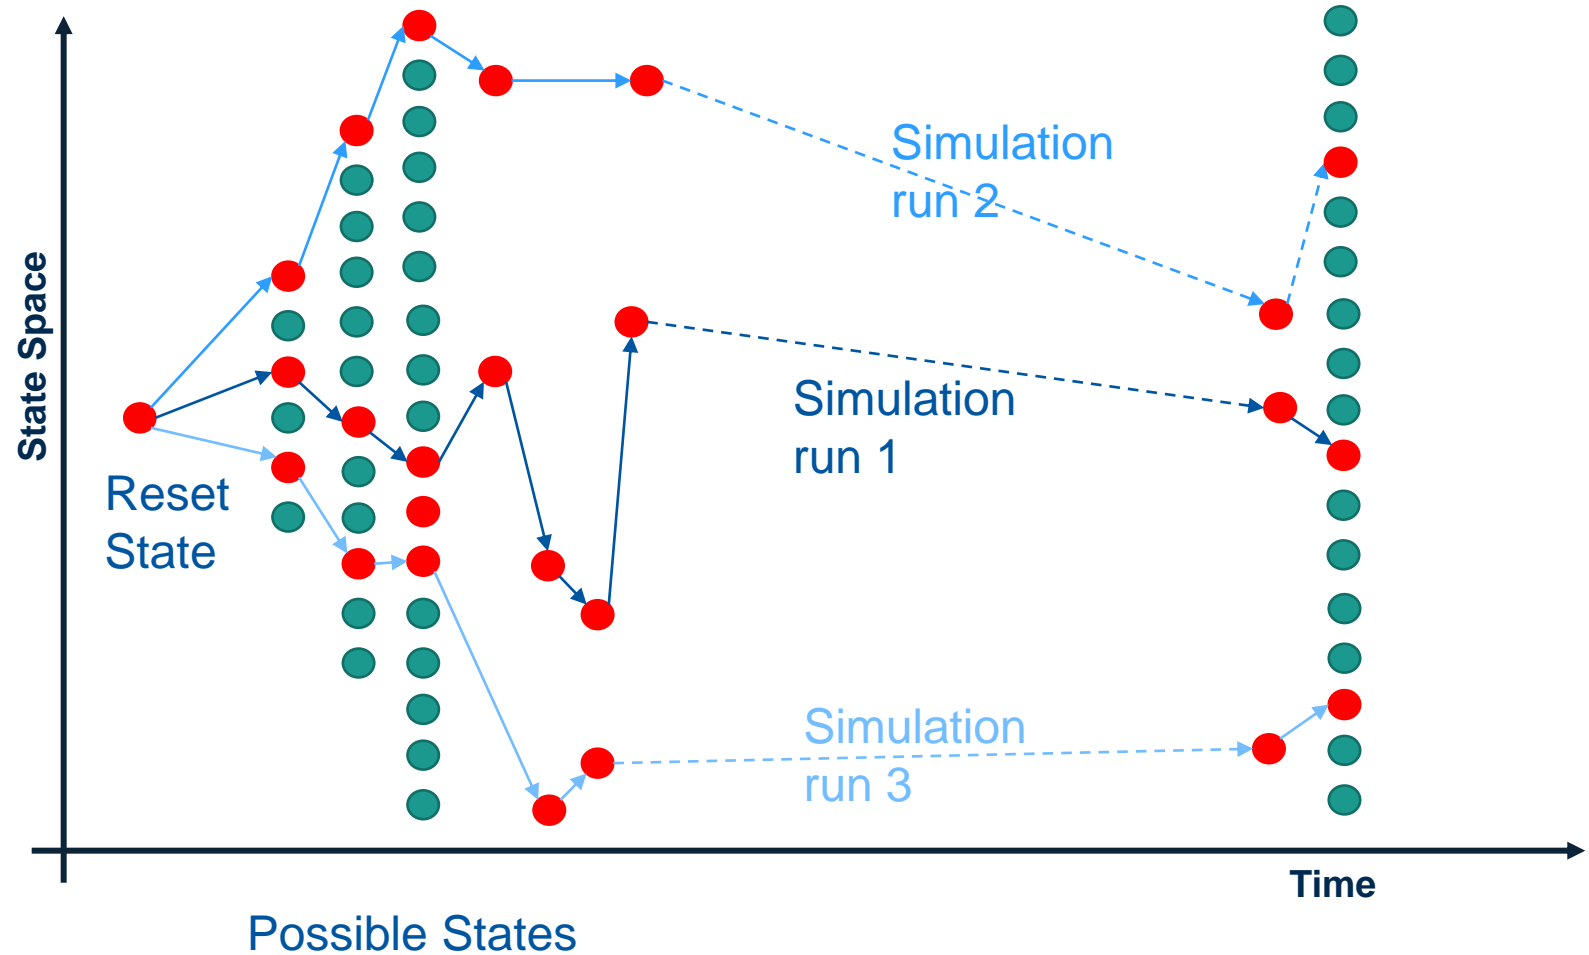 Simulation
run 2
State Space
Simulation
run 1
Reset
State
Simulation
run 3
Time
Possible States